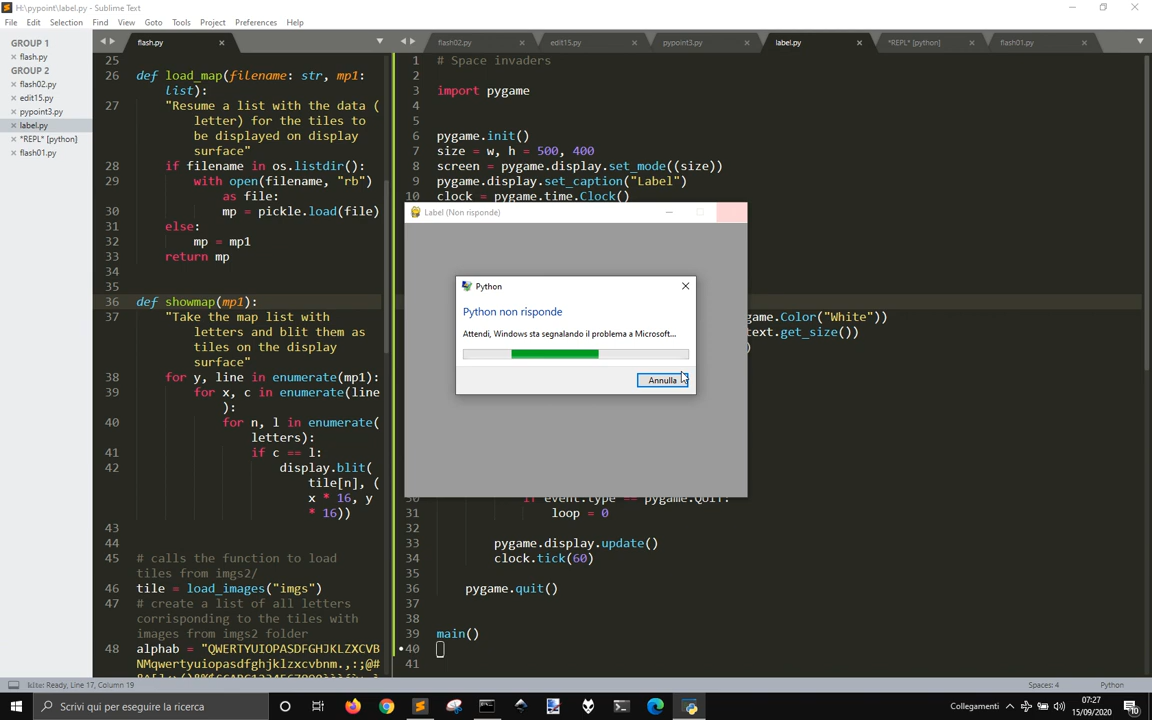 H:\pypoint\label.py - Sublime Text
File Edit Selection Find View Goto Tools Project Preferences Help
GROUP 1
flash.py
GROUP 2
flash02.py
edit15.py
pypoint3.py
label.py
*REPL* [python]
flash01.py
flash.py
25
26 def load_map(filename: str, mp1:
list):
27 "Resume a list with the data (
letter) for the tiles to
be displayed on display
surface"
28 if filename in os.listdir():
29 with open(filename, "rb")
as file:
30 mp = pickle.load(file)
31 else:
32 mp = mp1
33 return mp
34
35
36 def showmap(mp1):
37 "Take the map list with
letters and blit them as
tiles on the display
surface"
38 for y, line in enumerate(mp1):
39 for x, c in enumerate(line
):
40 for n, l in enumerate(
letters):
41 if c == l:
42 display.blit(
tile[n], (
x * 16, y
* 16))
43
44
45 # calls the function to load
tiles from imgs2/
46 tile = load_images("imgs")
47 # create a list of all letters
corrisponding to the tiles with
images from imgs2 folder
48 alphab = "QWERTYUIOPASDFGHJKLZXCVB
NMqwertyuiopasdfghjklzxcvbnm.,:;@#
flash02.py edit15.py pypoint3.py label.py *REPL* [python] flash01.py
1 # Space invaders
2
3 import pygame
4
5
6 pygame.init()
7 size = w, h = 500, 400
8 screen = pygame.display.set_mode((size))
9 pygame.display.set_caption("Label")
10 clock = pygame.time.Clock()
Label (Non risponde)
Python
Python non risponde
Attendi, Windows sta segnalando il problema a Microsoft...
Annulla
game.Color("White"))
text.get_size())
)
30 if event.type == pygame.QUIT:
31 loop = 0
32
33 pygame.display.update()
34 clock.tick(60)
35
36 pygame.quit()
37
38
39 main()
40
41
Ready, Line 17, Column 19
Spaces: 4 Python
Scrivi qui per eseguire la ricerca
Collegamenti
07:27
15/09/2020
10